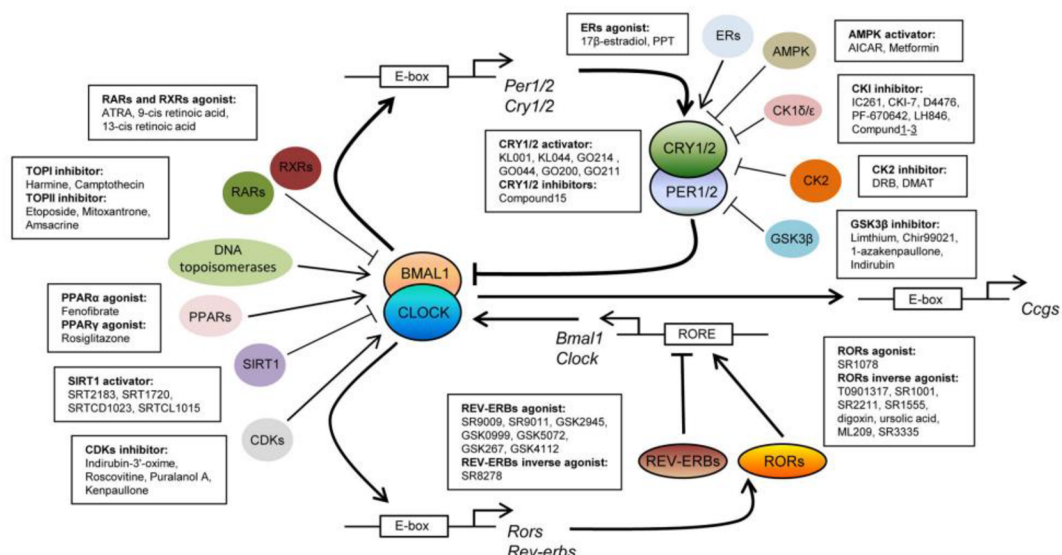 ERs agonist:
17β-estradiol, PPT
ERs
AMPK
AMPK activator:
AICAR, Metformin
E-box
Per1/2
Cry1/2
RARs and RXRs agonist:
ATRA, 9-cis retinoic acid,
13-cis retinoic acid
CK1δ/ε
CKI inhibitor:
IC261, CKI-7, D4476,
PF-670642, LH846,
Compound1-3
CRY1/2 activator:
KL001, KL044, GO214 ,
GO044, GO200, GO211
CRY1/2 inhibitors:
Compound15
CRY1/2
PER1/2
TOPI inhibitor:
Harmine, Camptothecin
TOPII inhibitor:
Etoposide, Mitoxantrone,
Amsacrine
RXRs
RARs
CK2
CK2 inhibitor:
DRB, DMAT
GSK3β
GSK3β inhibitor:
Limthium, Chir99021,
1-azakenpaullone,
Indirubin
DNA
topoisomerases
BMAL1
CLOCK
E-box
Ccgs
PPARα agonist:
Fenofibrate
PPARγ agonist:
Rosiglitazone
PPARs
Bmal1
Clock
RORE
SIRT1
SIRT1 activator:
SRT2183, SRT1720,
SRTCD1023, SRTCL1015
RORs agonist:
SR1078
RORs inverse agonist:
T0901317, SR1001,
SR2211, SR1555,
digoxin, ursolic acid,
ML209, SR3335
CDKs
CDKs inhibitor:
Indirubin-3'-oxime,
Roscovitine, Puralanol A,
Kenpaullone
REV-ERBs agonist:
SR9009, SR9011, GSK2945,
GSK0999, GSK5072,
GSK267, GSK4112
REV-ERBs inverse agonist:
SR8278
REV-ERBs
RORs
E-box
Rors
Rev-erbs